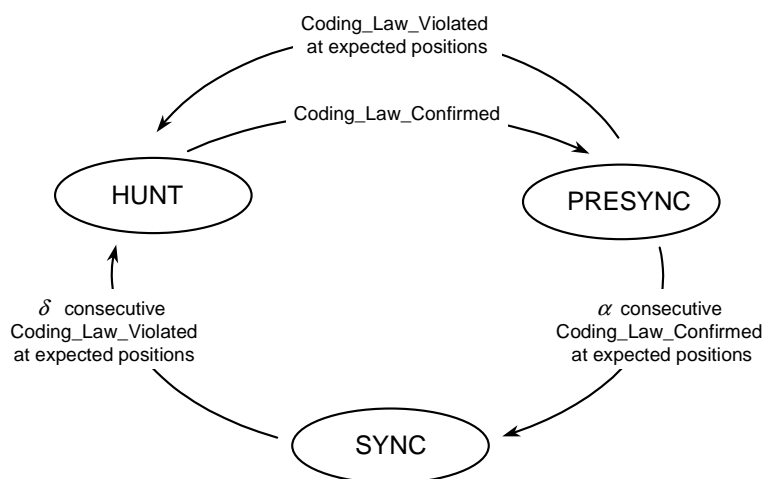 Coding_Law_Violated
at expected positions
Coding_Law_Confirmed
HUNT
PRESYNC
δ consecutive
Coding_Law_Violated
at expected positions
α consecutive
Coding_Law_Confirmed
at expected positions
SYNC